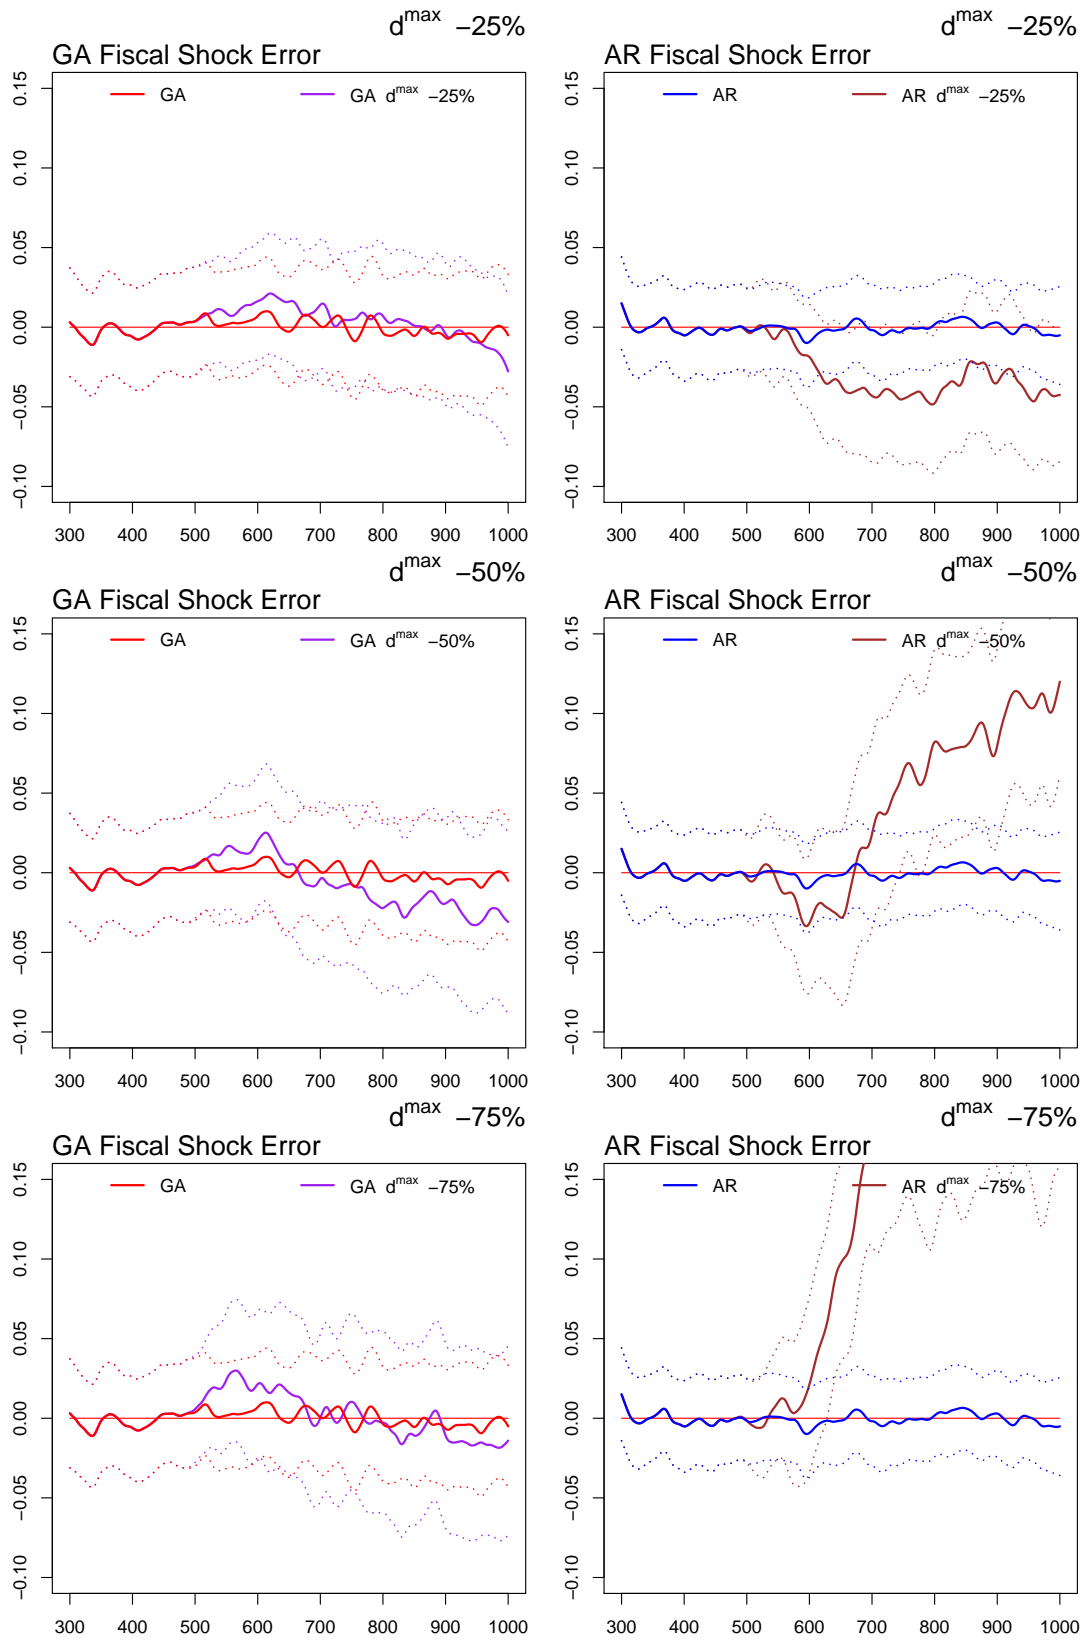 d^max −25%
GA Fiscal Shock Error
GA
GA d^max −25%
0.15
0.10
0.05
0.00
−0.05
−0.10
300 400 500 600 700 800 900 1000
d^max −25%
AR Fiscal Shock Error
AR
AR d^max −25%
0.15
0.10
0.05
0.00
−0.05
−0.10
300 400 500 600 700 800 900 1000
d^max −50%
GA Fiscal Shock Error
GA
GA d^max −50%
0.15
0.10
0.05
0.00
−0.05
−0.10
300 400 500 600 700 800 900 1000
d^max −50%
AR Fiscal Shock Error
AR
AR d^max −50%
0.15
0.10
0.05
0.00
−0.05
−0.10
300 400 500 600 700 800 900 1000
d^max −75%
GA Fiscal Shock Error
GA
GA d^max −75%
0.15
0.10
0.05
0.00
−0.05
−0.10
300 400 500 600 700 800 900 1000
d^max −75%
AR Fiscal Shock Error
AR
AR d^max −75%
0.15
0.10
0.05
0.00
−0.05
−0.10
300 400 500 600 700 800 900 1000